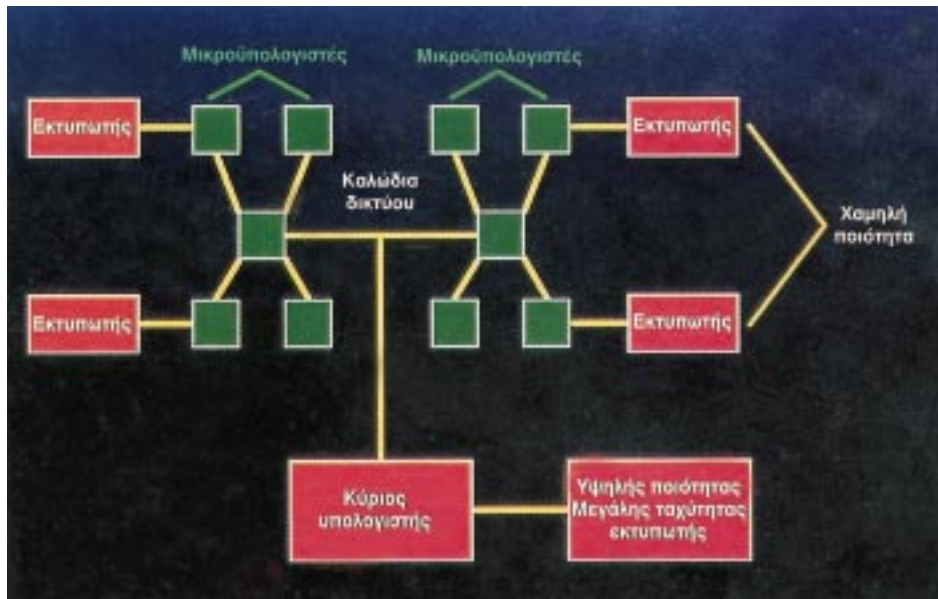 Μικροϋπολογιστές
Μικροϋπολογιστές
Εκτυπωτής
Εκτυπωτής
Καλώδια
δικτύου
Χαμηλή
ποιότητα
Εκτυπωτής
Εκτυπωτής
Κύριος
υπολογιστής
Υψηλής ποιότητας
Μεγάλης ταχύτητας
εκτυπωτής